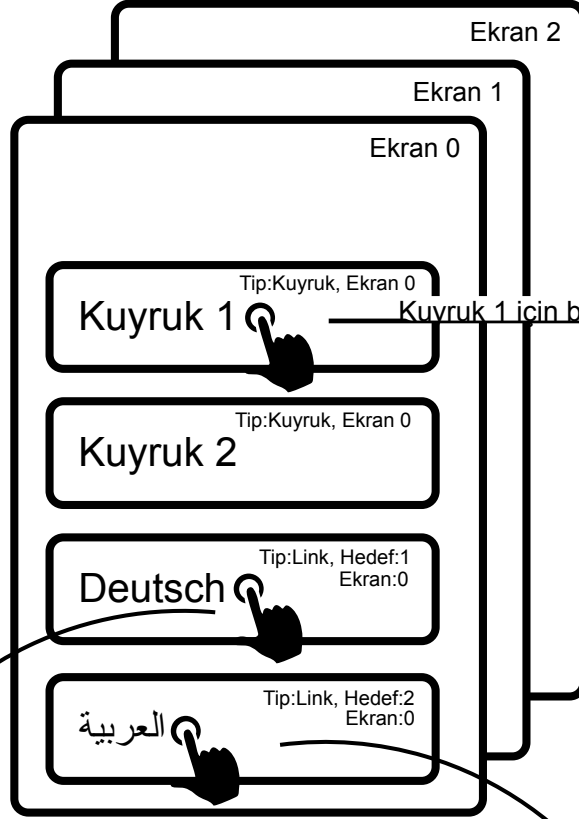 Ekran 2
Ekran 1
Ekran 0
Tip:Kuyruk, Ekran 0
Kuyruk 1
Kuyruk 1 için b
Tip:Kuyruk, Ekran 0
Kuyruk 2
Tip:Link, Hedef:1
Ekran:0
Deutsch
Tip:Link, Hedef:2
Ekran:0
العربية